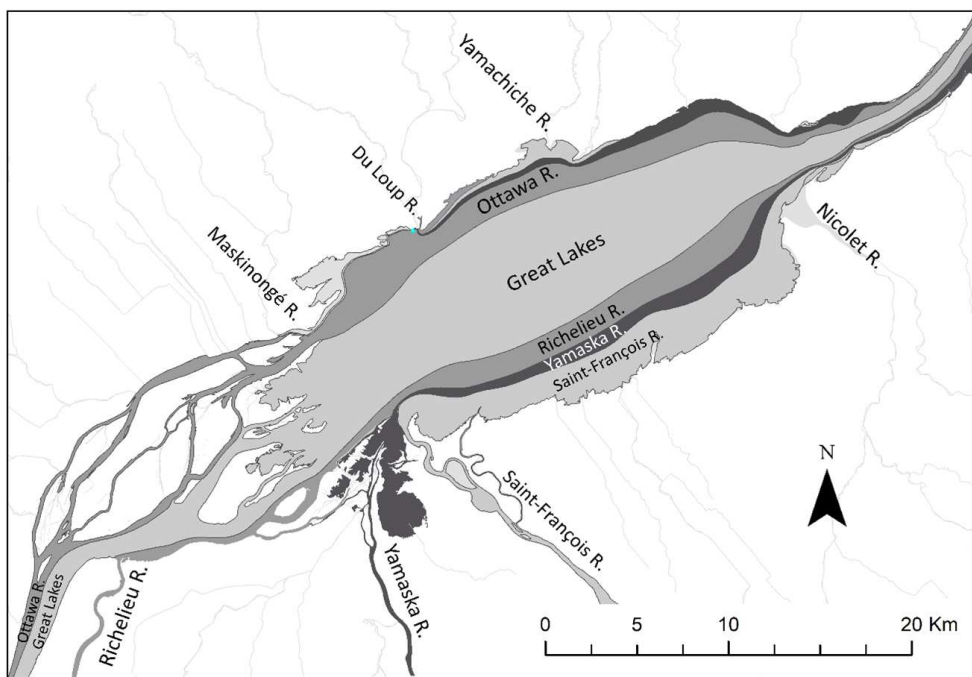 Yamachiche R.
Du Loup R.
Maskinongé R.
Ottawa R.
Great Lakes
Nicolet R.
Richelieu R.
Yamaska R.
Saint-François R.
Saint-François R.
Yamaska R.
Richelieu R.
Ottawa R.
Great Lakes
N
0 5 10 20 Km